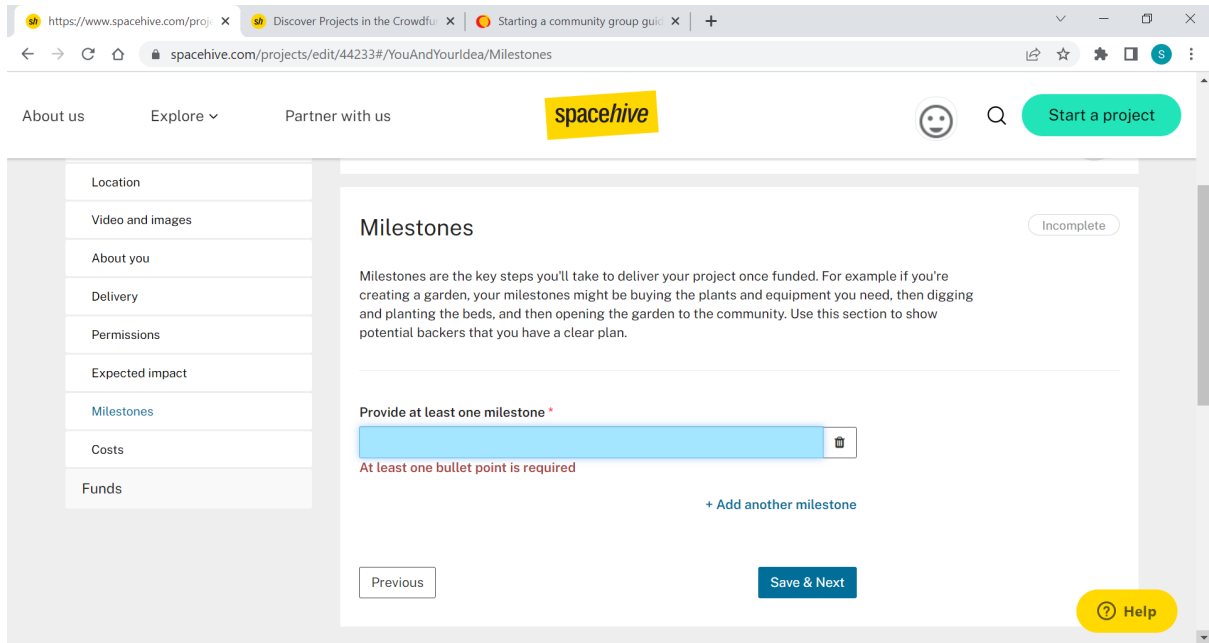 https://www.spacehive.com/proje
Discover Projects in the Crowdfu
Starting a community group guid
spacehive.com/projects/edit/44233#/YouAndYourIdea/Milestones
S
About us
Explore
Partner with us
spacehive
Start a project
Location
Video and images
About you
Delivery
Permissions
Expected impact
Milestones
Costs
Funds
Milestones
Incomplete
Milestones are the key steps you'll take to deliver your project once funded. For example if you're
creating a garden, your milestones might be buying the plants and equipment you need, then digging
and planting the beds, and then opening the garden to the community. Use this section to show
potential backers that you have a clear plan.
Provide at least one milestone *
At least one bullet point is required
+ Add another milestone
Previous
Save & Next
? Help